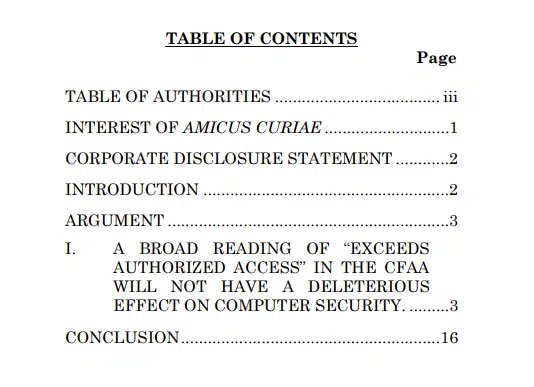 TABLE OF CONTENTS
Page
TABLE OF AUTHORITIES ..................................... iii
INTEREST OF AMICUS CURIAE ............................1
CORPORATE DISCLOSURE STATEMENT ............2
INTRODUCTION .......................................................2
ARGUMENT ...............................................................3
I. A BROAD READING OF “EXCEEDS
AUTHORIZED ACCESS” IN THE CFAA
WILL NOT HAVE A DELETERIOUS
EFFECT ON COMPUTER SECURITY. .........3
CONCLUSION..........................................................16